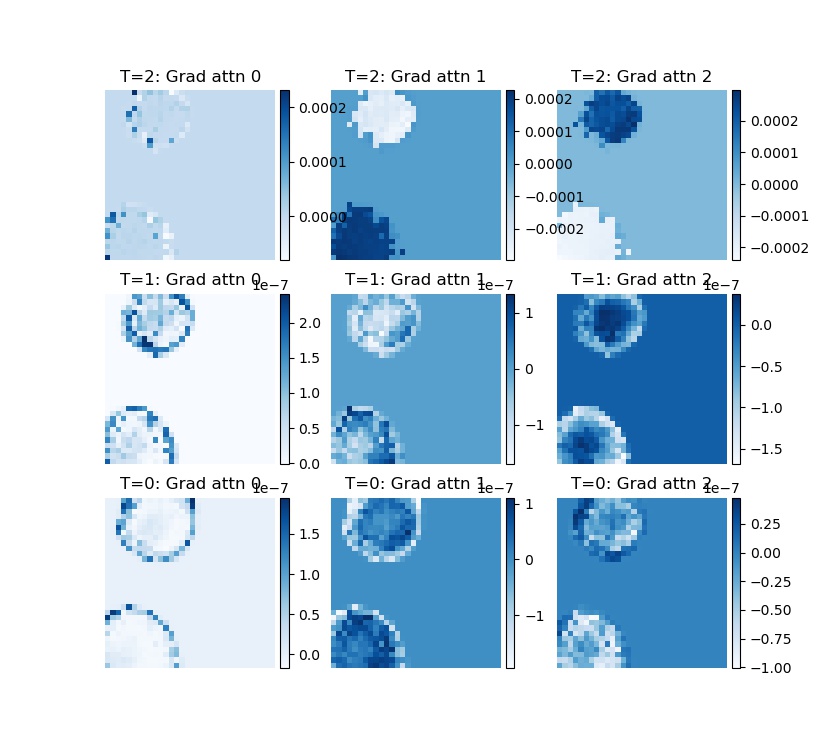 T=2: Grad attn 0
T=2: Grad attn 1
T=2: Grad attn 2
0.0002
0.0001
0.0000
0.0002
0.0001
0.0000
−0.0001
−0.0002
0.0002
0.0001
0.0000
−0.0001
−0.0002
T=1: Grad attn 0
1e−7
T=1: Grad attn 1
1e−7
T=1: Grad attn 2
1e−7
2.0
1.5
1.0
0.5
0.0
1
0
−1
0.0
−0.5
−1.0
−1.5
T=0: Grad attn 0
1e−7
T=0: Grad attn 1
1e−7
T=0: Grad attn 2
1e−7
1.5
1.0
0.5
0.0
1
0
−1
0.25
0.00
−0.25
−0.50
−0.75
−1.00